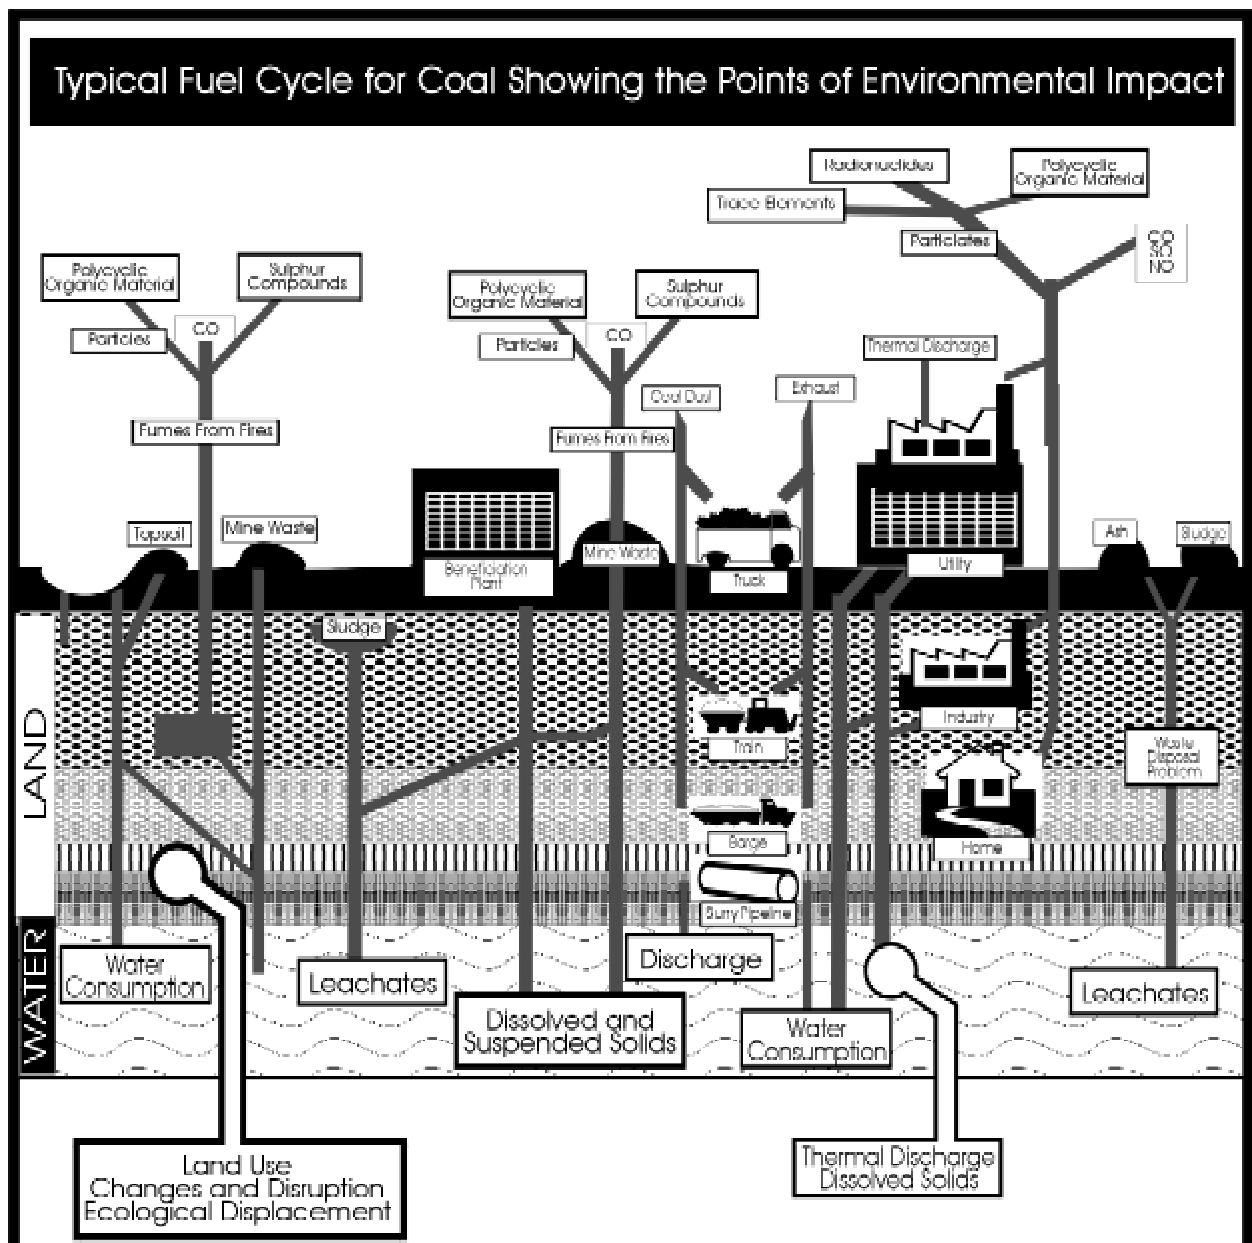 Typical Fuel Cycle for Coal Showing the Points of Environmental Impact
Radionuclides
Polycyclic
Organic Material
Trace Elements
Particlates
CO
SO
NO
Polycyclic
Organic Material
Sulphur
Compounds
Polycyclic
Organic Material
Sulphur
Compounds
Particles
CO
Particles
CO
Thermal Discharge
Coal Dust
Exhaust
Fumes From Fires
Fumes From Fires
Topsoil
Mine Waste
Mine Waste
Ash
Sludge
Beneficiation
Plant
Truck
Utility
Sludge
LAND
Industry
Train
Waste
Disposal
Problem
Barge
Home
Slurry Pipeline
WATER
Water
Consumption
Leachates
Discharge
Leachates
Dissolved and
Suspended Solids
Water
Consumption
Land Use
Changes and Disruption
Ecological Displacement
Thermal Discharge
Dissolved Solids